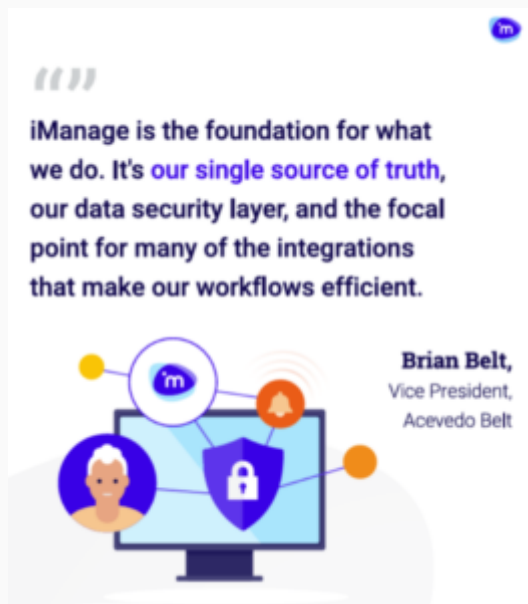 im
“”
iManage is the foundation for what
we do. It's our single source of truth,
our data security layer, and the focal
point for many of the integrations
that make our workflows efficient.
im
Brian Belt,
Vice President,
Acevedo Belt